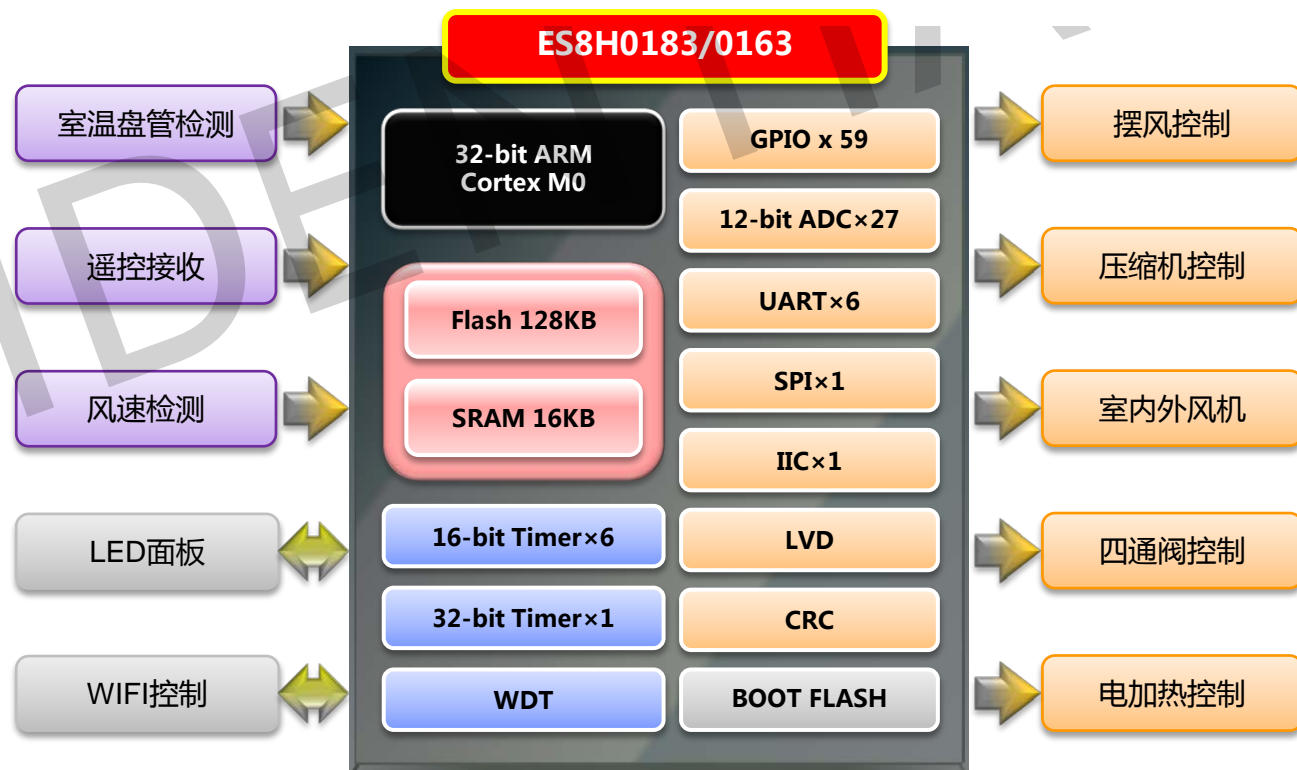 ES8H0183/0163
室温盘管检测
遥控接收
风速检测
LED面板
WIFI控制
32-bit ARM
Cortex M0
Flash 128KB
SRAM 16KB
16-bit Timer×6
32-bit Timer×1
WDT
GPIO x 59
12-bit ADC×27
UART×6
SPI×1
IIC×1
LVD
CRC
BOOT FLASH
摆风控制
压缩机控制
室内外风机
四通阀控制
电加热控制